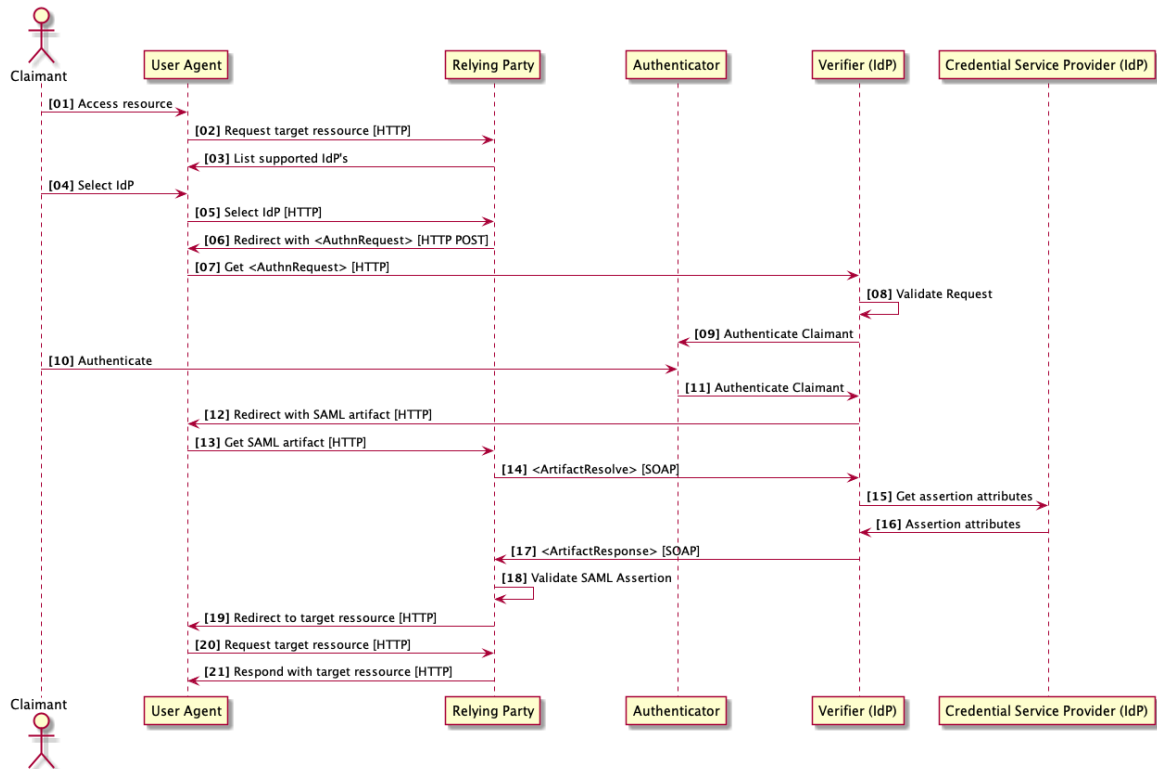 Claimant
User Agent
Relying Party
Authenticator
Verifier (IdP)
Credential Service Provider (IdP)
[01] Access resource
[02] Request target ressource [HTTP]
[03] List supported IdP's
[04] Select IdP
[05] Select IdP [HTTP]
[06] Redirect with <AuthnRequest> [HTTP POST]
[07] Get <AuthnRequest> [HTTP]
[08] Validate Request
[09] Authenticate Claimant
[10] Authenticate
[11] Authenticate Claimant
[12] Redirect with SAML artifact [HTTP]
[13] Get SAML artifact [HTTP]
[14] <ArtifactResolve> [SOAP]
[15] Get assertion attributes
[16] Assertion attributes
[17] <ArtifactResponse> [SOAP]
[18] Validate SAML Assertion
[19] Redirect to target ressource [HTTP]
[20] Request target ressource [HTTP]
[21] Respond with target ressource [HTTP]
Claimant
User Agent
Relying Party
Authenticator
Verifier (IdP)
Credential Service Provider (IdP)